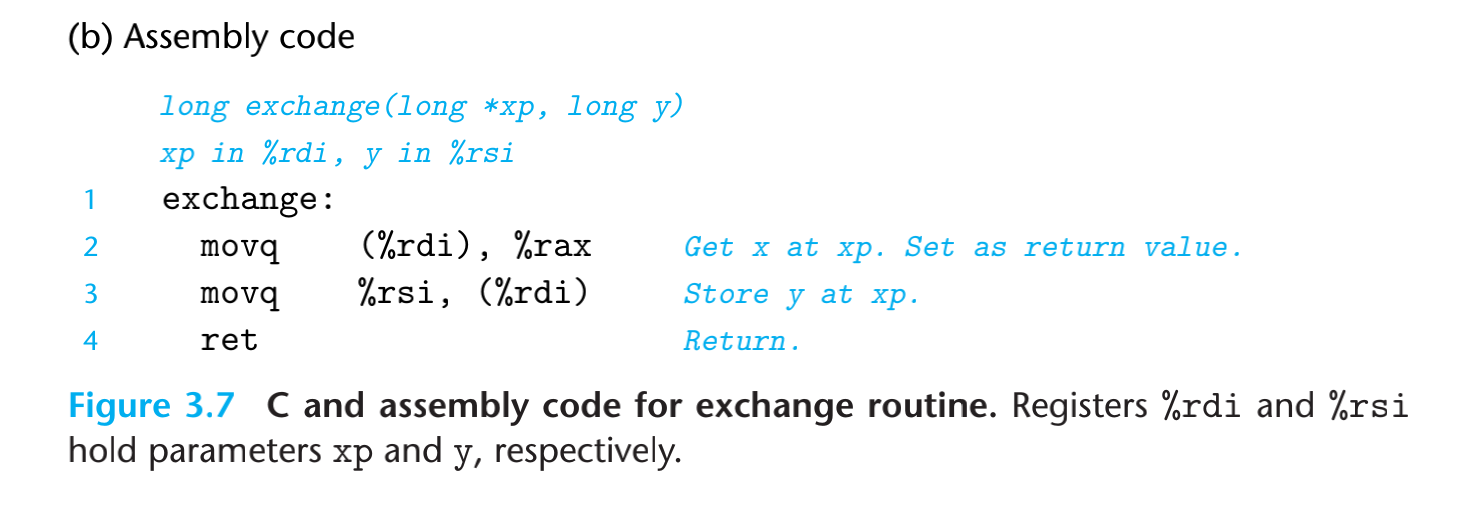 (b) Assembly code
long exchange(long *xp, long y)
xp in %rdi, y in %rsi
1 exchange:
2 movq (%rdi), %rax Get x at xp. Set as return value.
3 movq %rsi, (%rdi) Store y at xp.
4 ret Return.
Figure 3.7 C and assembly code for exchange routine. Registers %rdi and %rsi
hold parameters xp and y, respectively.